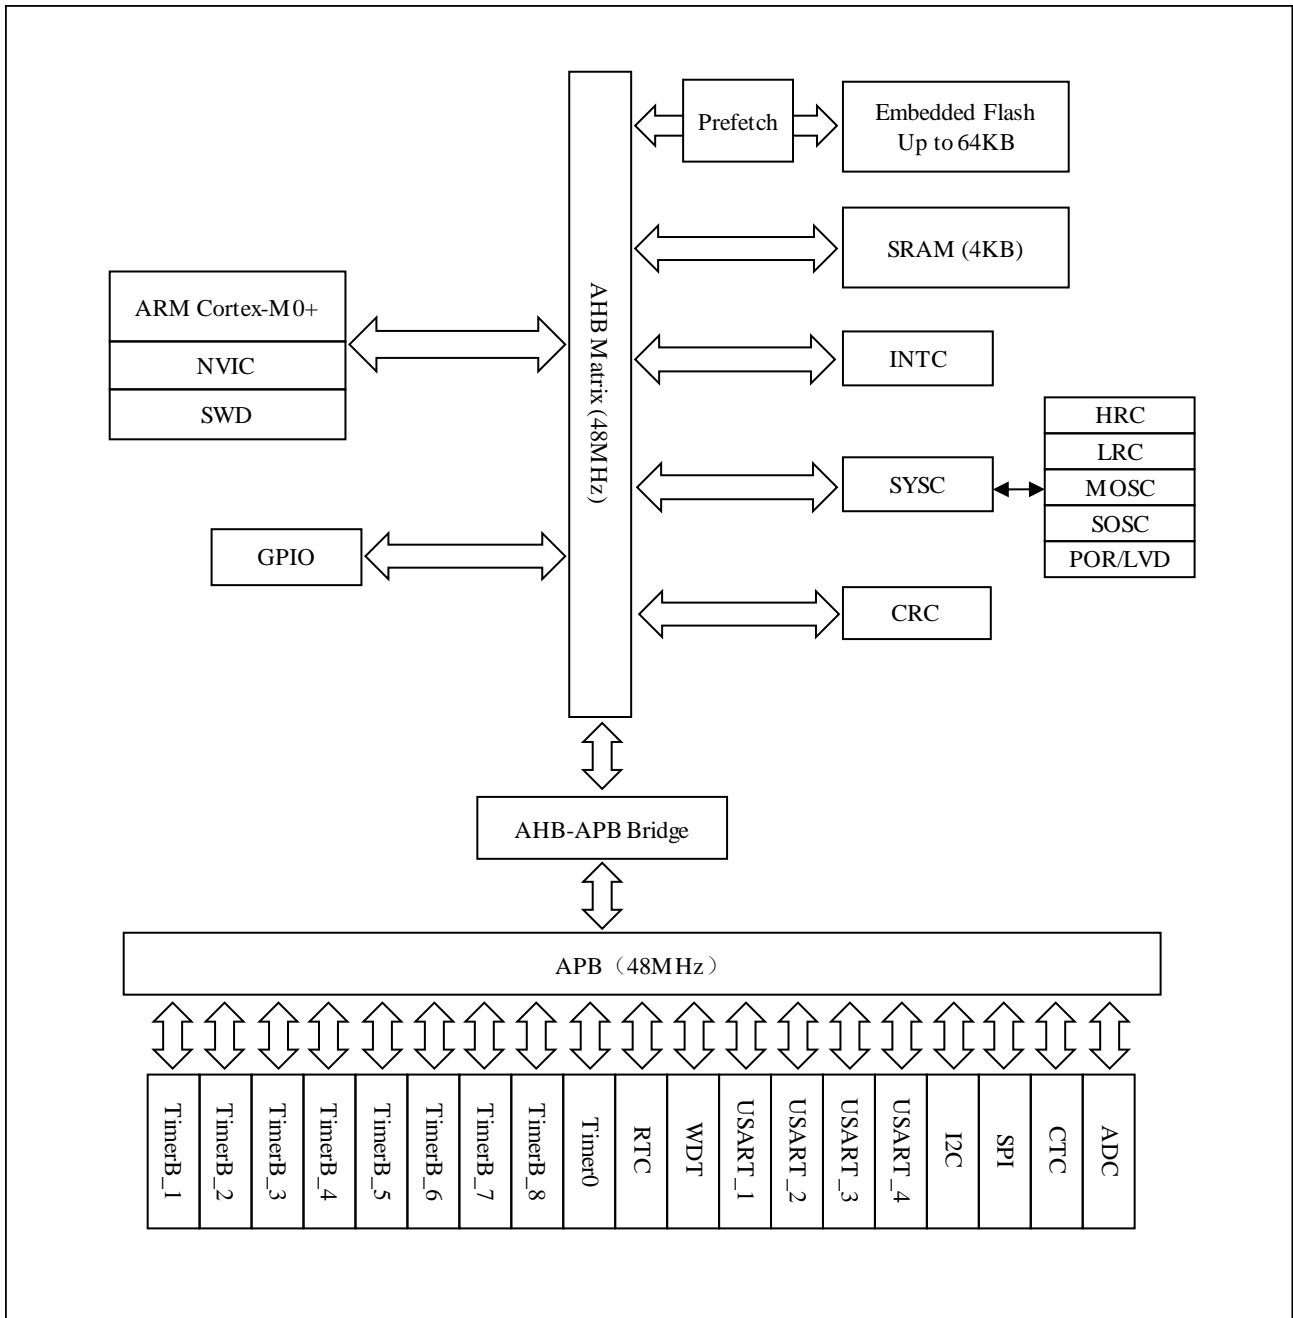 Prefetch
Embedded Flash
Up to 64KB
SRAM (4KB)
ARM Cortex-M0+
NVIC
SWD
AHB Matrix (48MHz)
INTC
HRC
LRC
MOSC
SOSC
POR/LVD
SYSC
GPIO
CRC
AHB-APB Bridge
APB（48MHz）
TimerB_1
TimerB_2
TimerB_3
TimerB_4
TimerB_5
TimerB_6
TimerB_7
TimerB_8
Timer0
RTC
WDT
USART_1
USART_2
USART_3
USART_4
I2C
SPI
CTC
ADC